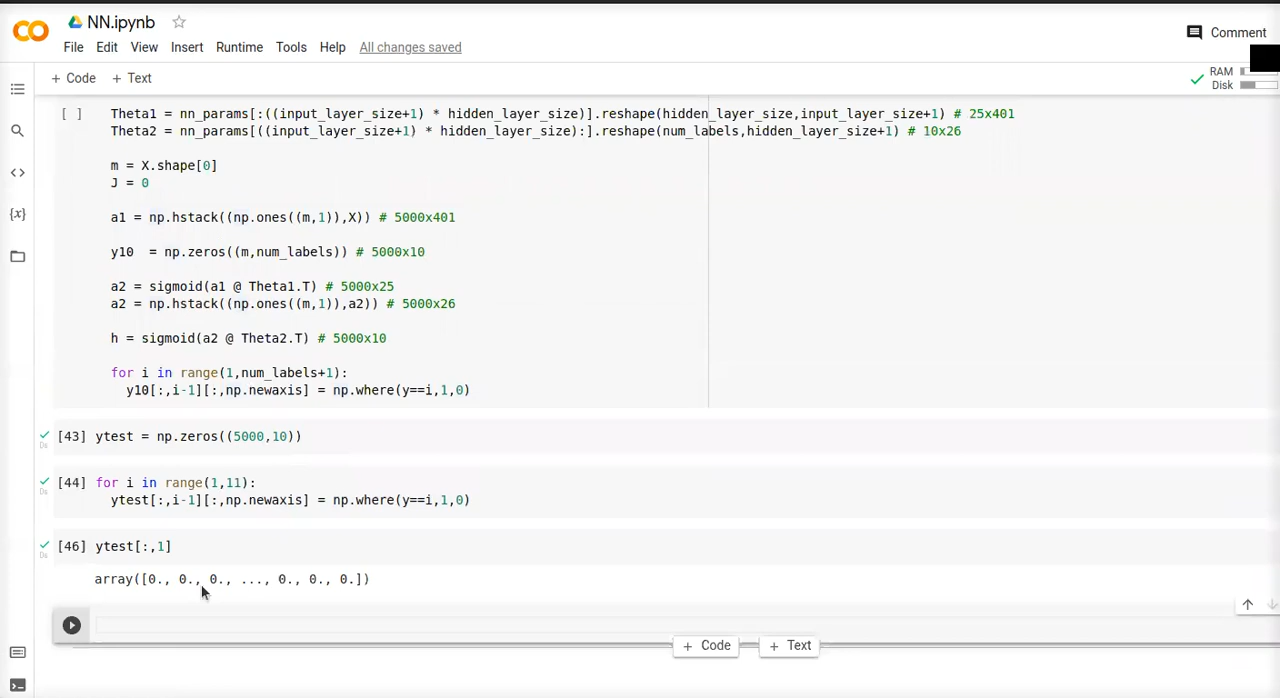 NN.ipynb
File Edit View Insert Runtime Tools Help All changes saved
Comment
+ Code + Text
RAM
Disk
[ ] Theta1 = nn_params[:((input_layer_size+1) * hidden_layer_size)].reshape(hidden_layer_size,input_layer_size+1) # 25x401
Theta2 = nn_params[((input_layer_size+1) * hidden_layer_size):].reshape(num_labels,hidden_layer_size+1) # 10x26
m = X.shape[0]
J = 0
a1 = np.hstack((np.ones((m,1)),X)) # 5000x401
y10  = np.zeros((m,num_labels)) # 5000x10
a2 = sigmoid(a1 @ Theta1.T) # 5000x25
a2 = np.hstack((np.ones((m,1)),a2)) # 5000x26
h = sigmoid(a2 @ Theta2.T) # 5000x10
for i in range(1,num_labels+1):
y10[:,i-1][:,np.newaxis] = np.where(y==i,1,0)
[43] ytest = np.zeros((5000,10))
0s
[44] for i in range(1,11):
0s
ytest[:,i-1][:,np.newaxis] = np.where(y==i,1,0)
[46] ytest[:,1]
0s
array([0., 0., 0., ..., 0., 0., 0.])
+ Code + Text